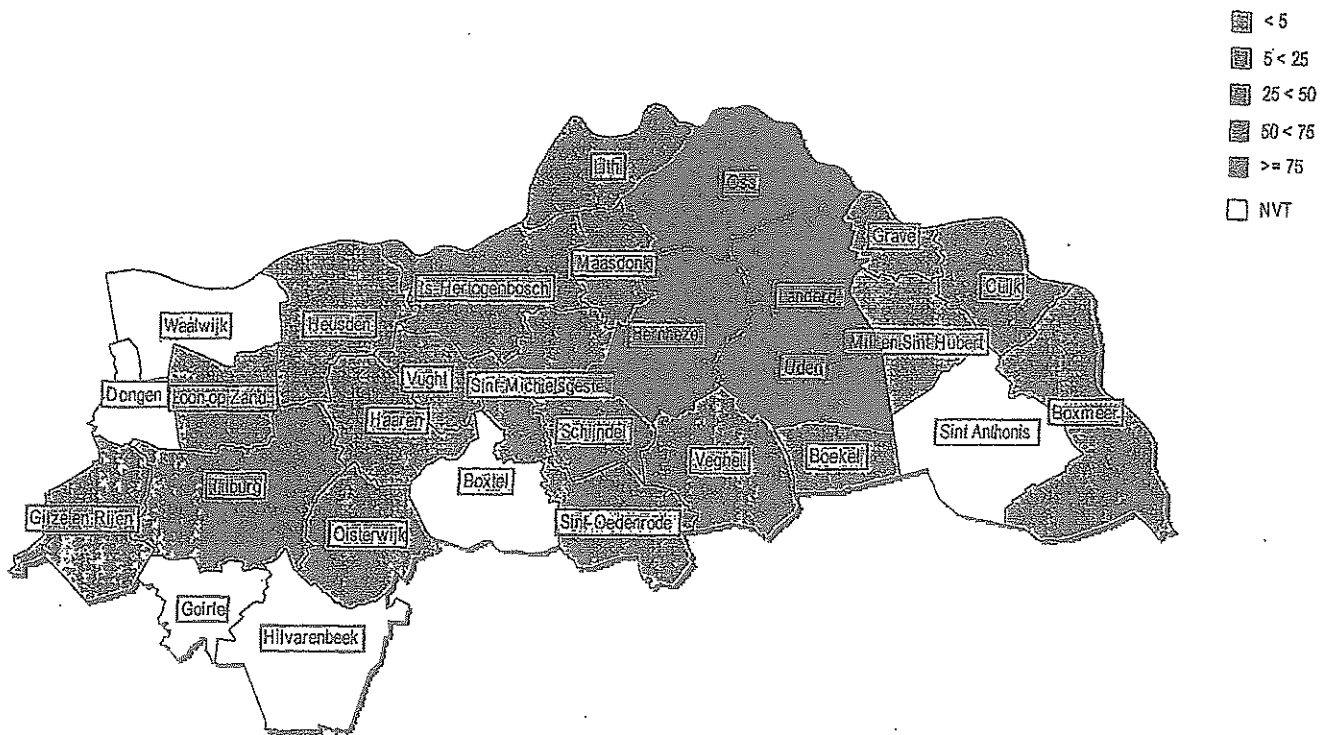 < 5
5 < 25
25 < 50
50 < 75
>= 75
NVT
Lith
Oss
Grave
Maasdonk
Cuijk
's-Hertogenbosch
Landerd
Waalwijk
Heusden
Bernheze
Mill en Sint Hubert
Vught
Sint-Michielsgestel
Uden
Dongen
Loon op Zand
Haaren
Boxmeer
Schijndel
Sint Anthonis
Veghel
Boekel
Boxtel
Tilburg
Gilze en Rijen
Sint-Oedenrode
Oisterwijk
Goirle
Hilvarenbeek